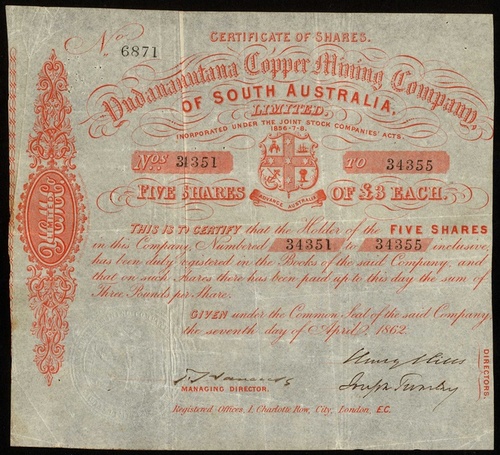 CERTIFICATE OF SHARES.
No. 6871
Yudanamutana Copper Mining Company
OF SOUTH AUSTRALIA,
LIMITED.
INCORPORATED UNDER THE JOINT STOCK COMPANIES' ACTS.
1856-7-8.
Nos. 34351 TO 34355
FIVE SHARES OF £3 EACH.
ADVANCE AUSTRALIA
Y.C.M.C.
THIS IS TO CERTIFY that the Holder of the FIVE SHARES
in this Company, Numbered 34351 to 34355 inclusive,
has been duly registered in the Books of the said Company, and
that on such Shares there has been paid up to this day the sum of
Three Pounds per Share.
GIVEN under the Common Seal of the said Company
the seventh day of April, 1862.
MANAGING DIRECTOR.
DIRECTORS.
Registered Offices, 1, Charlotte Row, City, London, E.C.